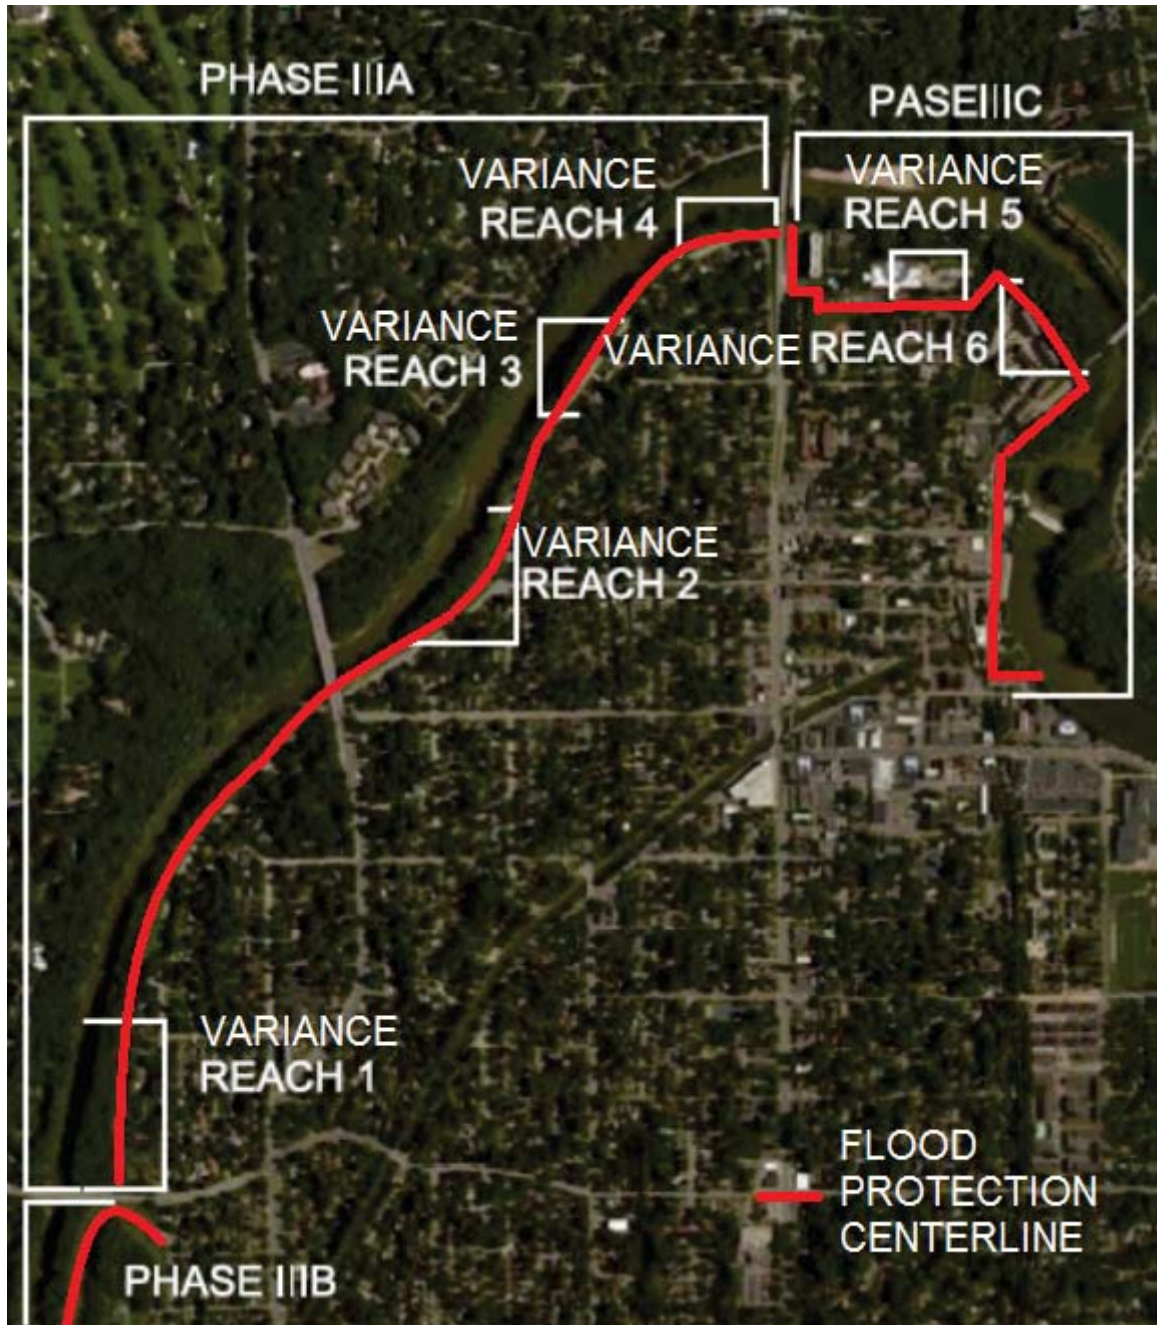 PHASE IIIA
PASEIIIC
VARIANCE
REACH 4
VARIANCE
REACH 5
VARIANCE
REACH 3
VARIANCE REACH 6
VARIANCE
REACH 2
VARIANCE
REACH 1
FLOOD
PROTECTION
CENTERLINE
PHASE IIIB